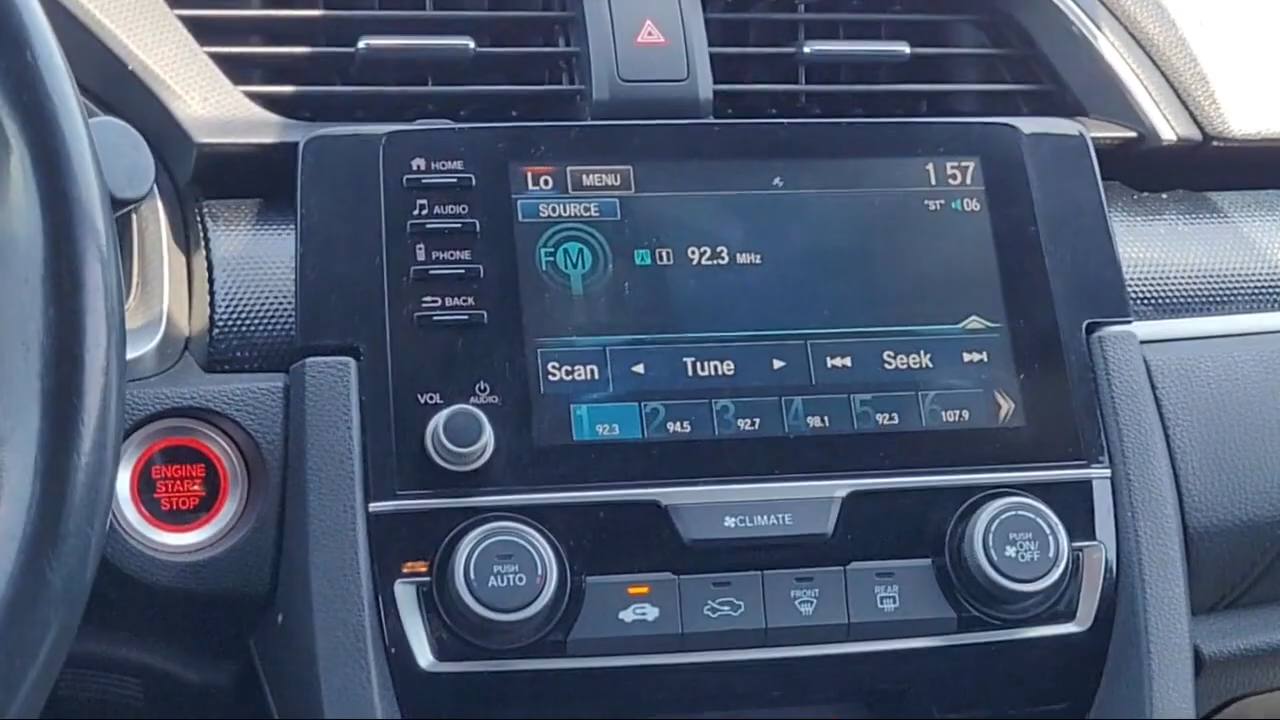 HOME
AUDIO
PHONE
BACK
VOL
AUDIO
Lo MENU 1 57
SOURCE "ST" 06
FM 1 92.3 MHz
Scan Tune Seek
1 92.3 2 94.5 3 92.7 4 98.1 5 92.3 6 107.9
ENGINE
START
STOP
CLIMATE
PUSH
AUTO
FRONT
REAR
PUSH
ON/
OFF